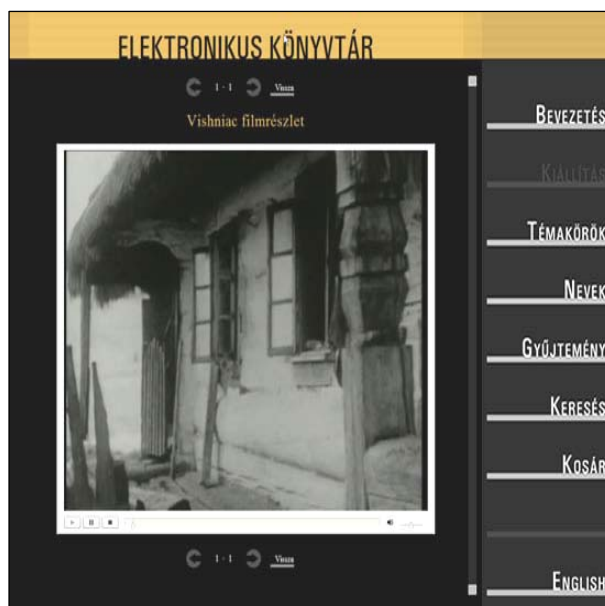 ELEKTRONIKUS KÖNYVTÁR
1 - 1 Vissza
Vishniac filmrészlet
1 - 1 Vissza
BEVEZETÉS
KIÁLLÍTÁS
TÉMAKÖRÖK
NEVEK
GYŰJTEMÉNY
KERESÉS
KOSÁR
ENGLISH